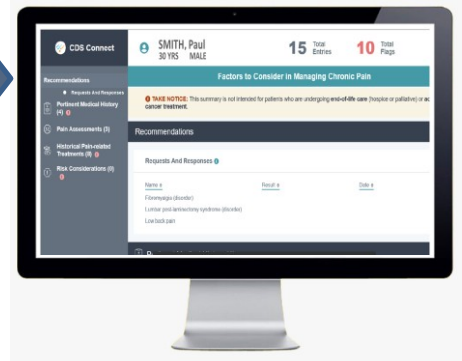 CDS Connect
SMITH, Paul
30 YRS MALE
15 Total
Entries
10 Total
Flags
Recommendations
Requests And Responses
Pertinent Medical History
(4)
Pain Assessments (3)
Historical Pain-related
Treatments (8)
Risk Considerations (0)
Factors to Consider in Managing Chronic Pain
TAKE NOTICE: This summary is not intended for patients who are undergoing end-of-life care (hospice or palliative) or ac
cancer treatment.
Recommendations
Requests And Responses
Name Result Date
Fibromyalgia (disorder)
Lumbar post-laminectomy syndrome (disorder)
Low back pain